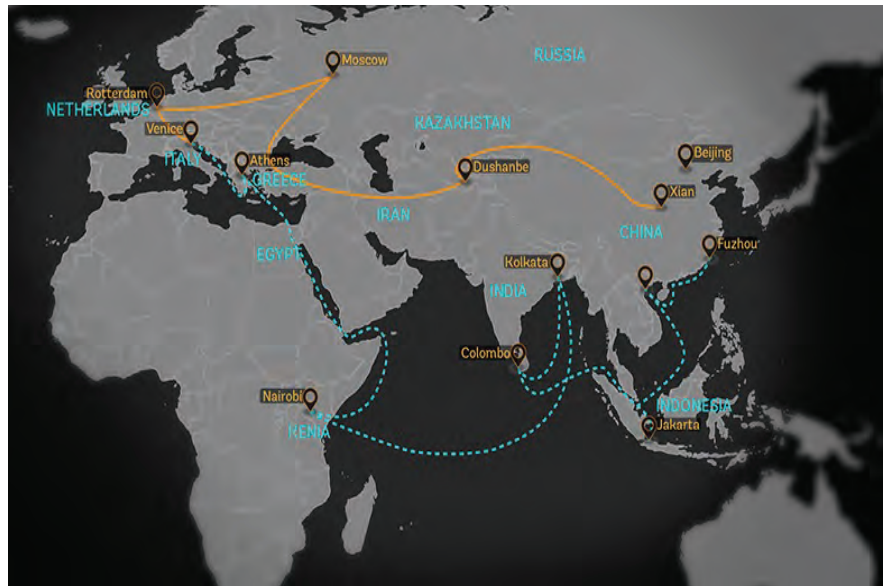 RUSSIA
Moscow
Rotterdam
NETHERLANDS
Venice
ITALY
Athens
GREECE
KAZAKHSTAN
Dushanbe
Beijing
Xian
IRAN
CHINA
EGYPT
Fuzhou
Kolkata
INDIA
Colombo
Nairobi
RENIA
INDONESIA
Jakarta